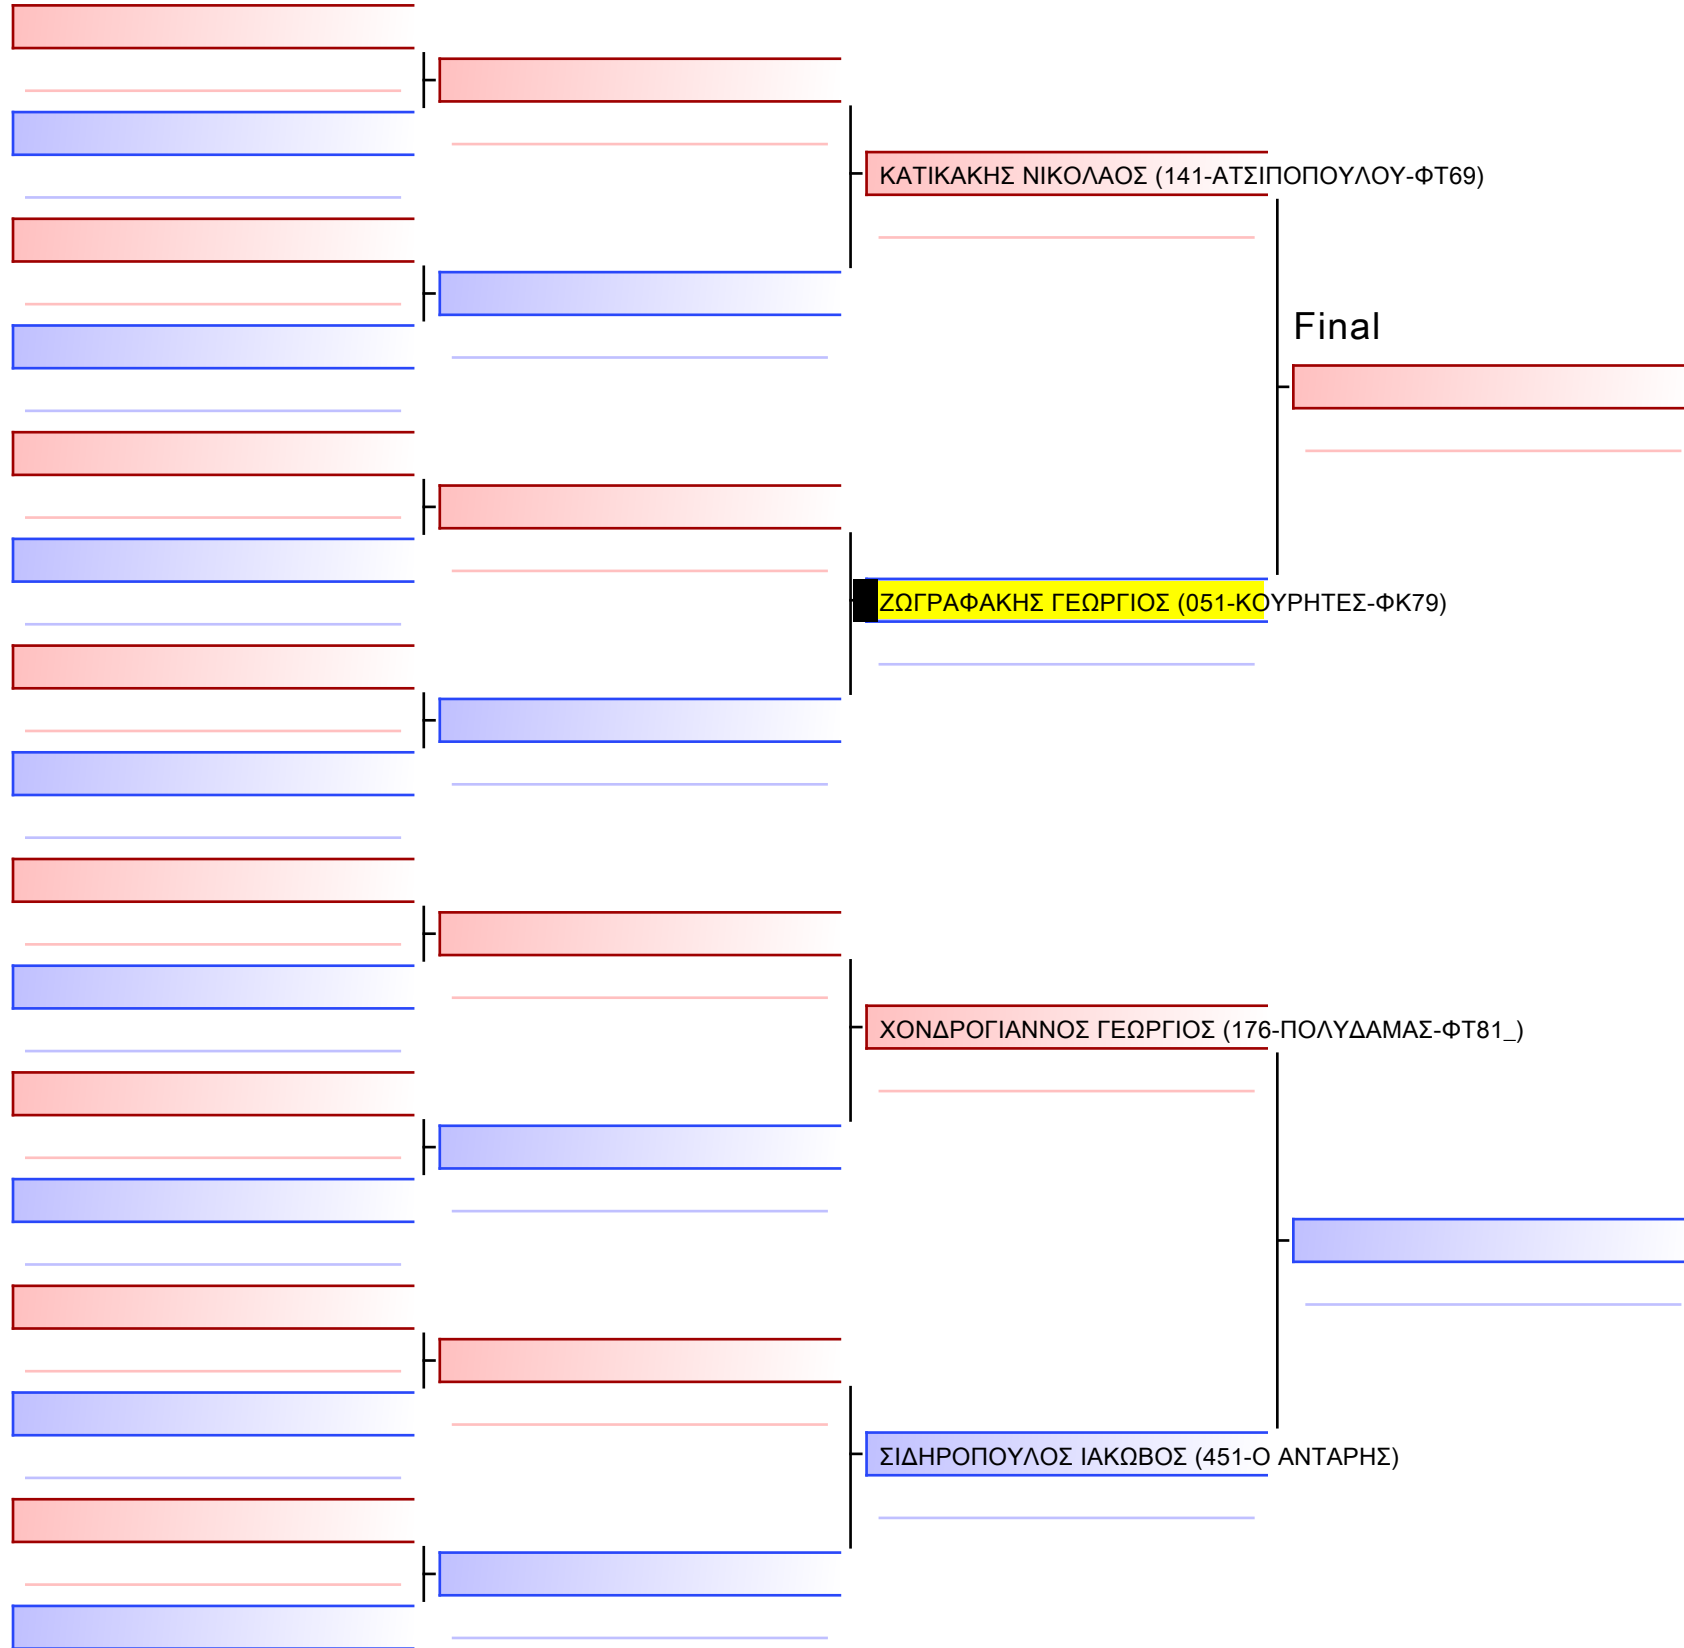 ΚΑΤΙΚΑΚΗΣ ΝΙΚΟΛΑΟΣ (141-ΑΤΣΙΠΟΠΟΥΛΟΥ-ΦΤ69)
Final
ΖΩΓΡΑΦΑΚΗΣ ΓΕΩΡΓΙΟΣ (051-ΚΟΥΡΗΤΕΣ-ΦΚ79)
ΧΟΝΔΡΟΓΙΑΝΝΟΣ ΓΕΩΡΓΙΟΣ (176-ΠΟΛΥΔΑΜΑΣ-ΦΤ81_)
ΣΙΔΗΡΟΠΟΥΛΟΣ ΙΑΚΩΒΟΣ (451-Ο ΑΝΤΑΡΗΣ)